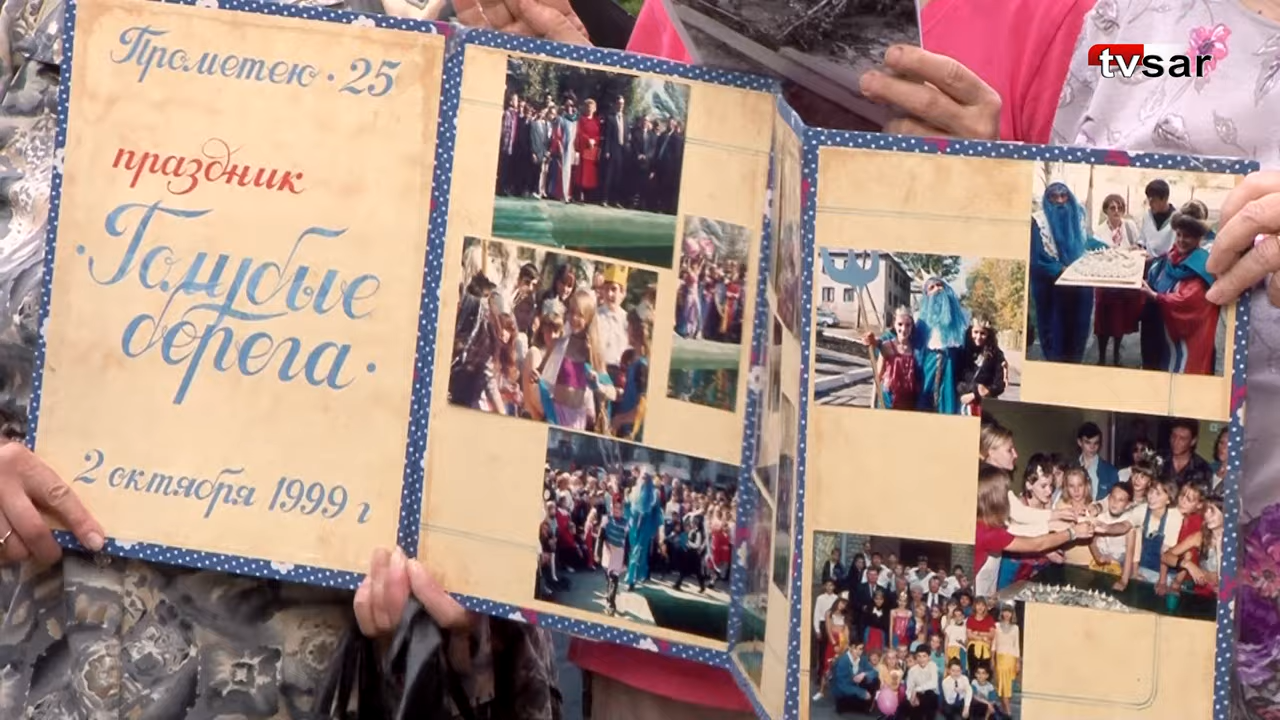 Прометею · 25
праздник
· Голубые
берега ·
2 октября 1999 г
tvsar